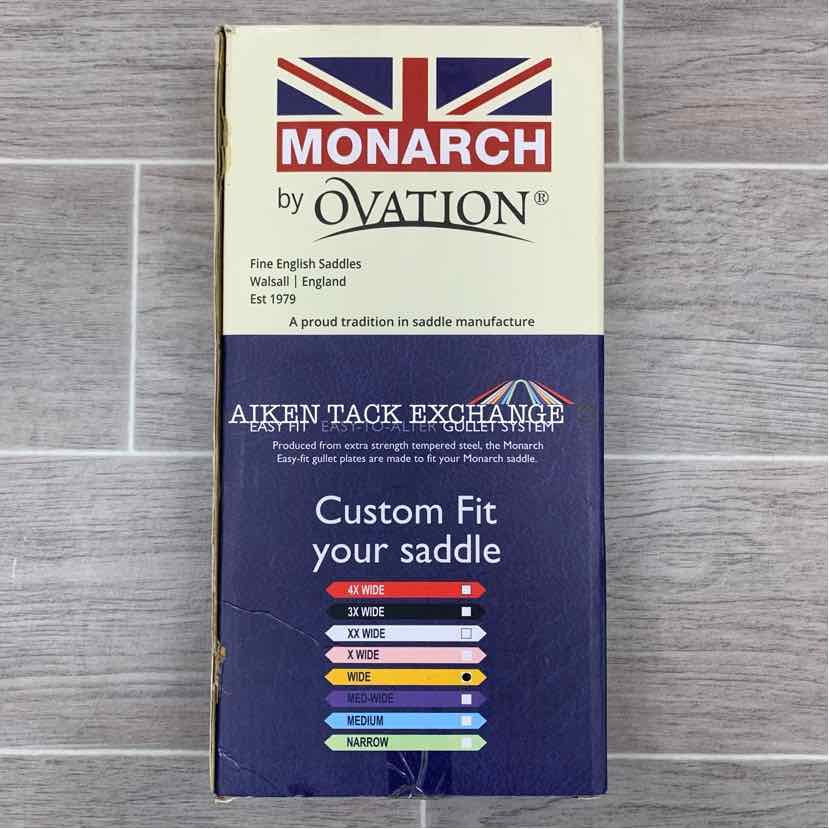 MONARCH
by OVATION®
Fine English Saddles
Walsall | England
Est 1979
A proud tradition in saddle manufacture
AIKEN TACK EXCHANGE
EASY FIT EASY-TO-ALTER GULLET SYSTEM
Produced from extra strength tempered steel, the Monarch
Easy-fit gullet plates are made to fit your Monarch saddle.
Custom Fit
your saddle
4X WIDE
3X WIDE
XX WIDE
X WIDE
WIDE
MED-WIDE
MEDIUM
NARROW